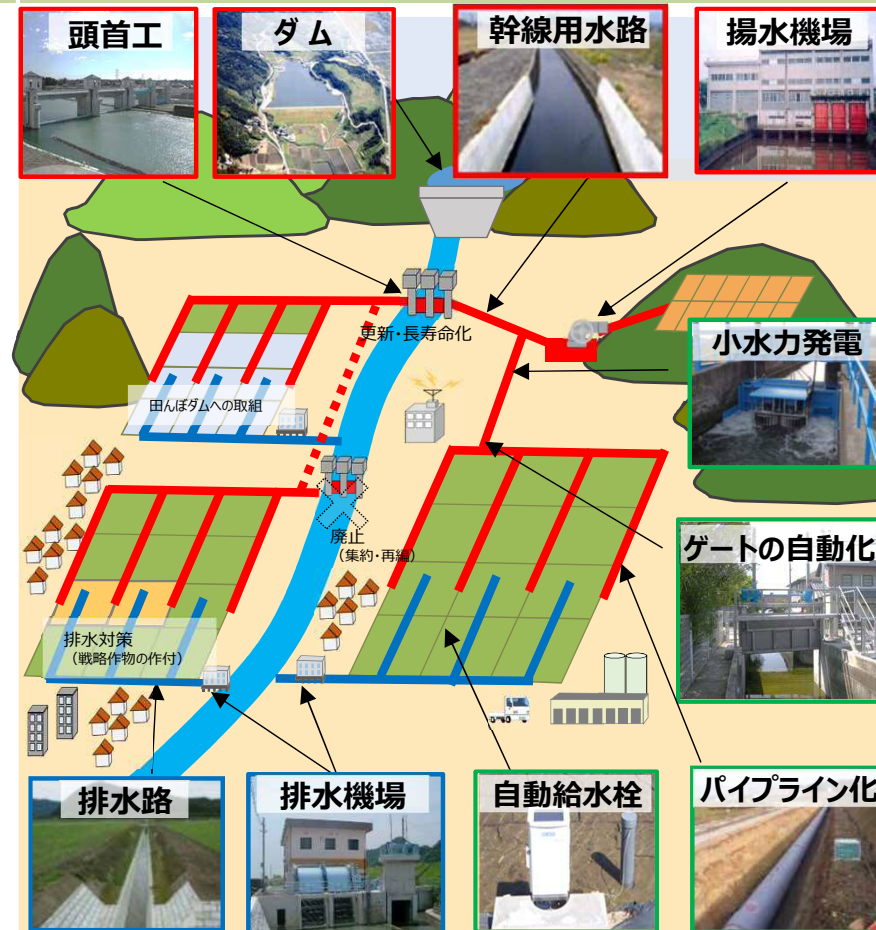 頭首工
ダム
幹線用水路
揚水機場
更新・長寿命化
小水力発電
田んぼダムへの取組
廃止
（集約・再編）
ゲートの自動化
排水対策
（戦略作物の作付）
排水路
排水機場
自動給水栓
パイプライン化